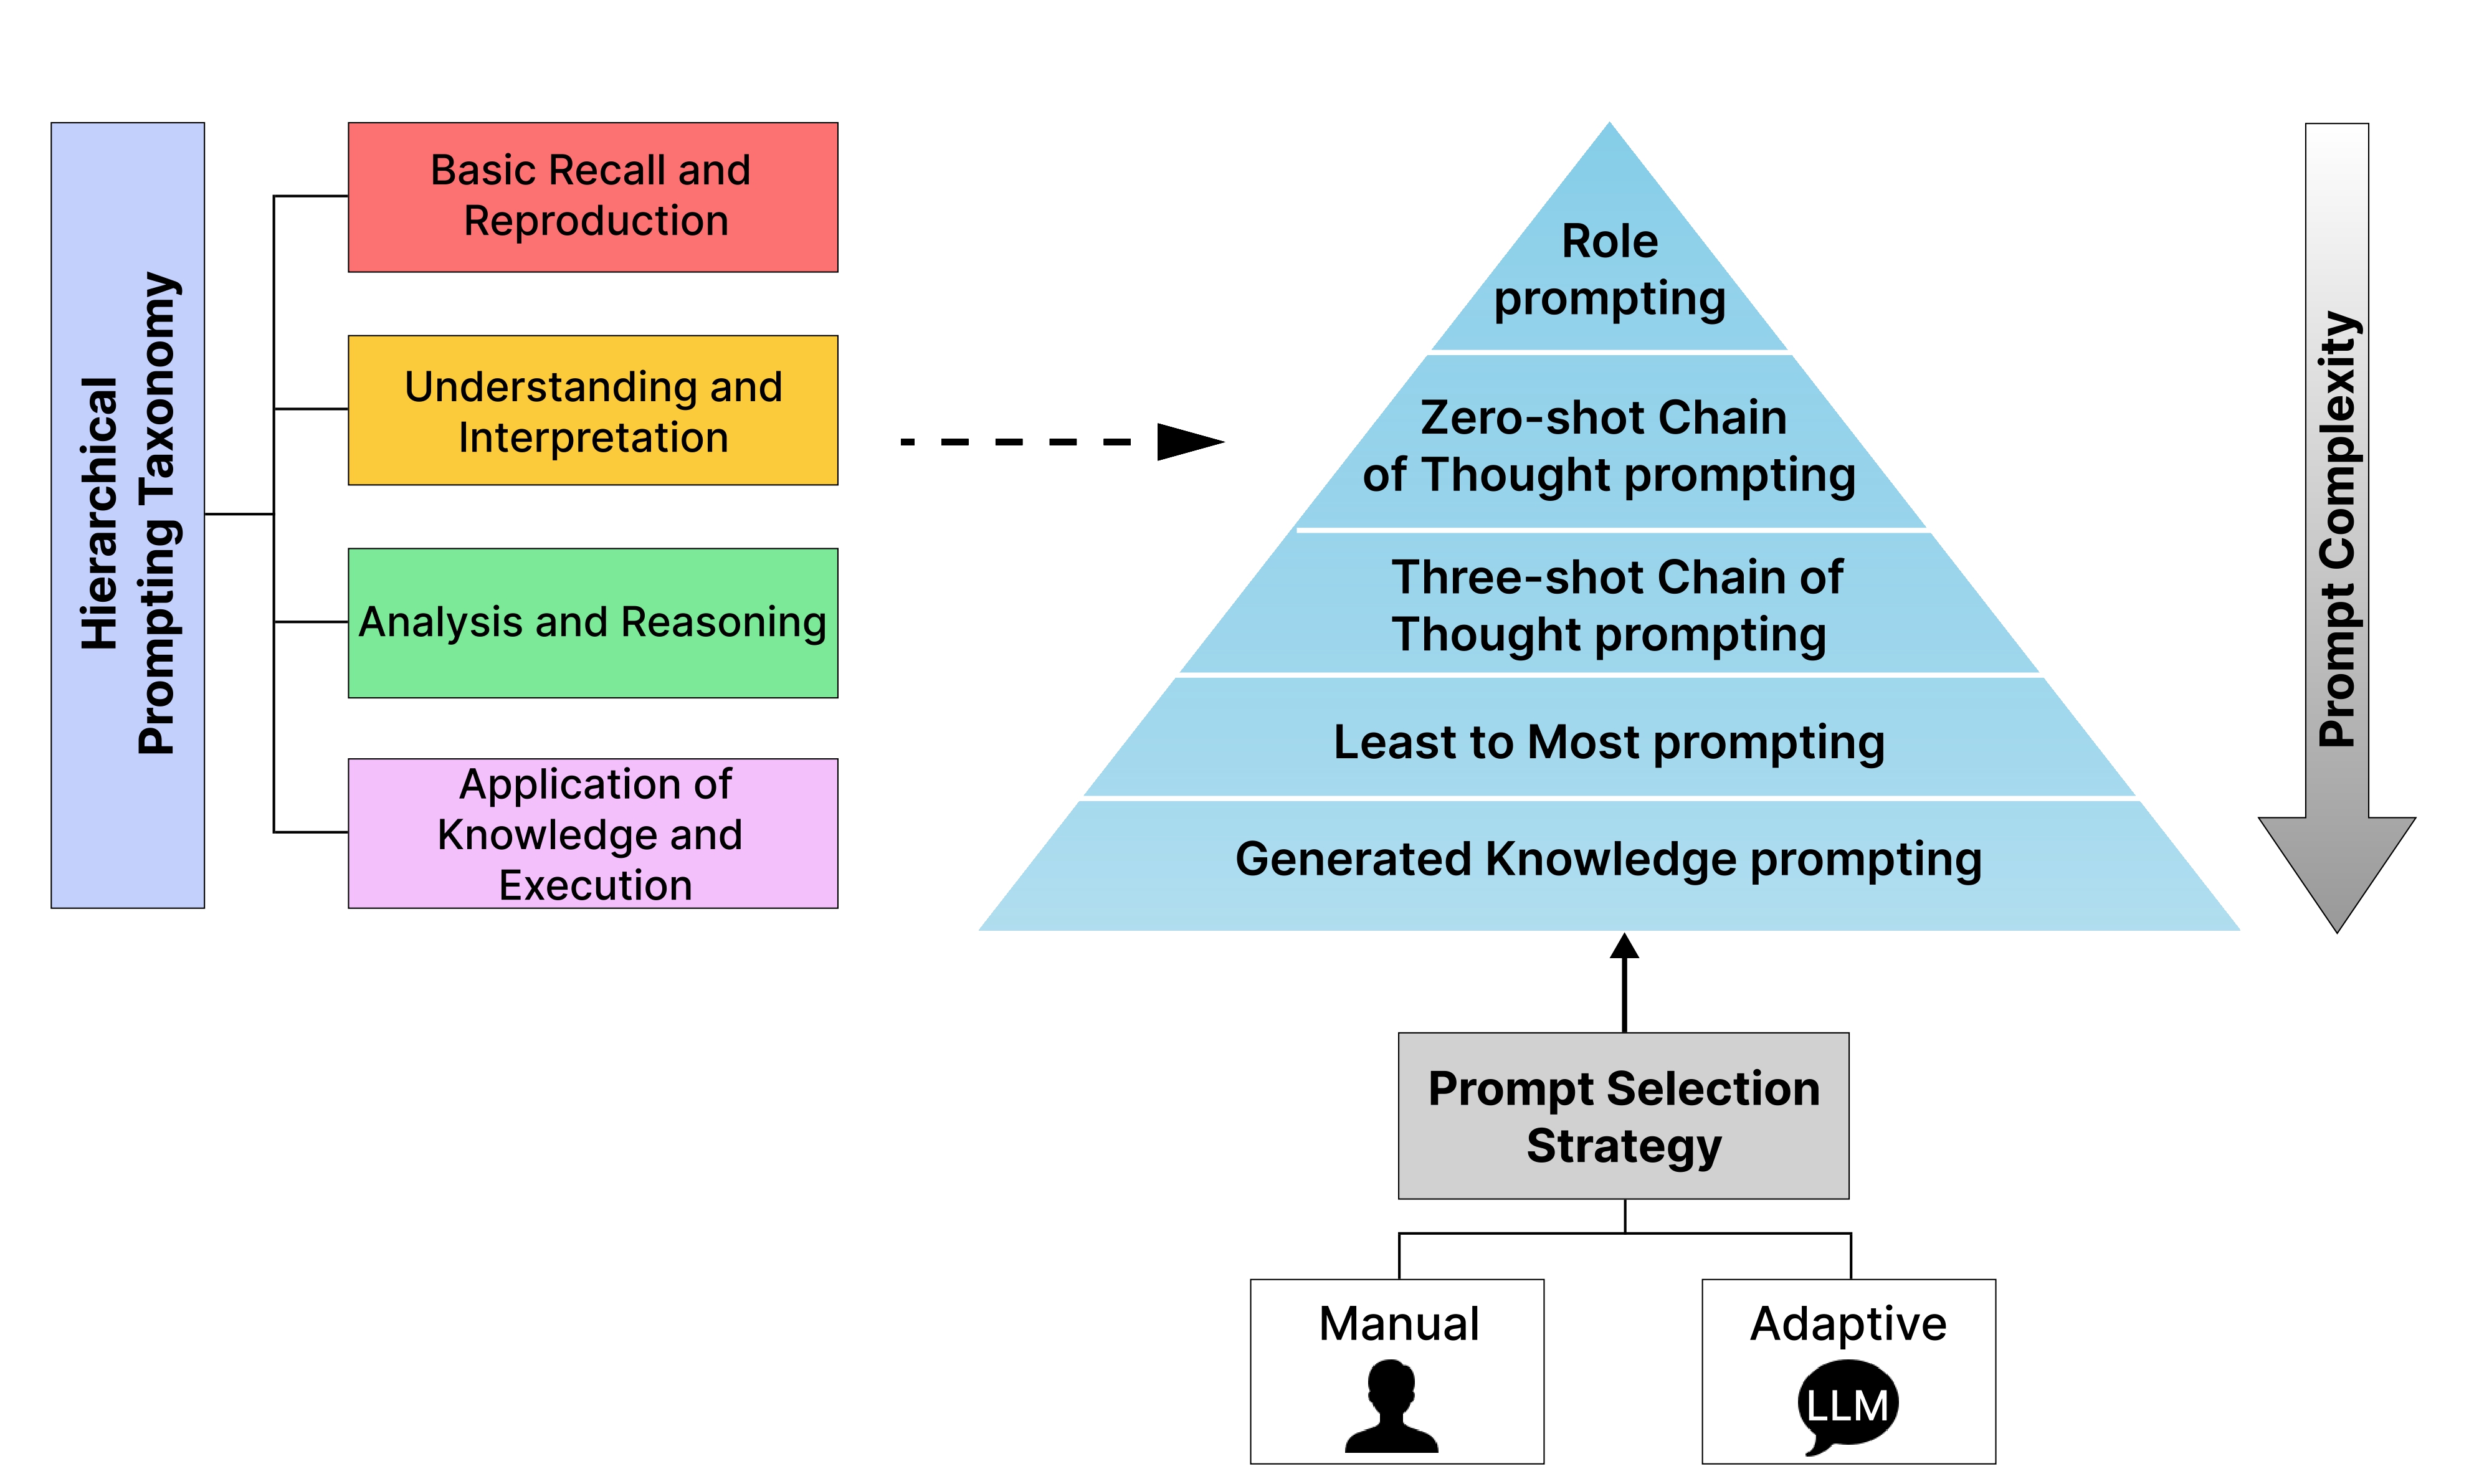 Hierarchical
Prompting Taxonomy
Basic Recall and
Reproduction
Understanding and
Interpretation
Analysis and Reasoning
Application of
Knowledge and
Execution
Role
prompting
Zero-shot Chain
of Thought prompting
Three-shot Chain of
Thought prompting
Least to Most prompting
Generated Knowledge prompting
Prompt Complexity
Prompt Selection
Strategy
Manual
Adaptive
LLM